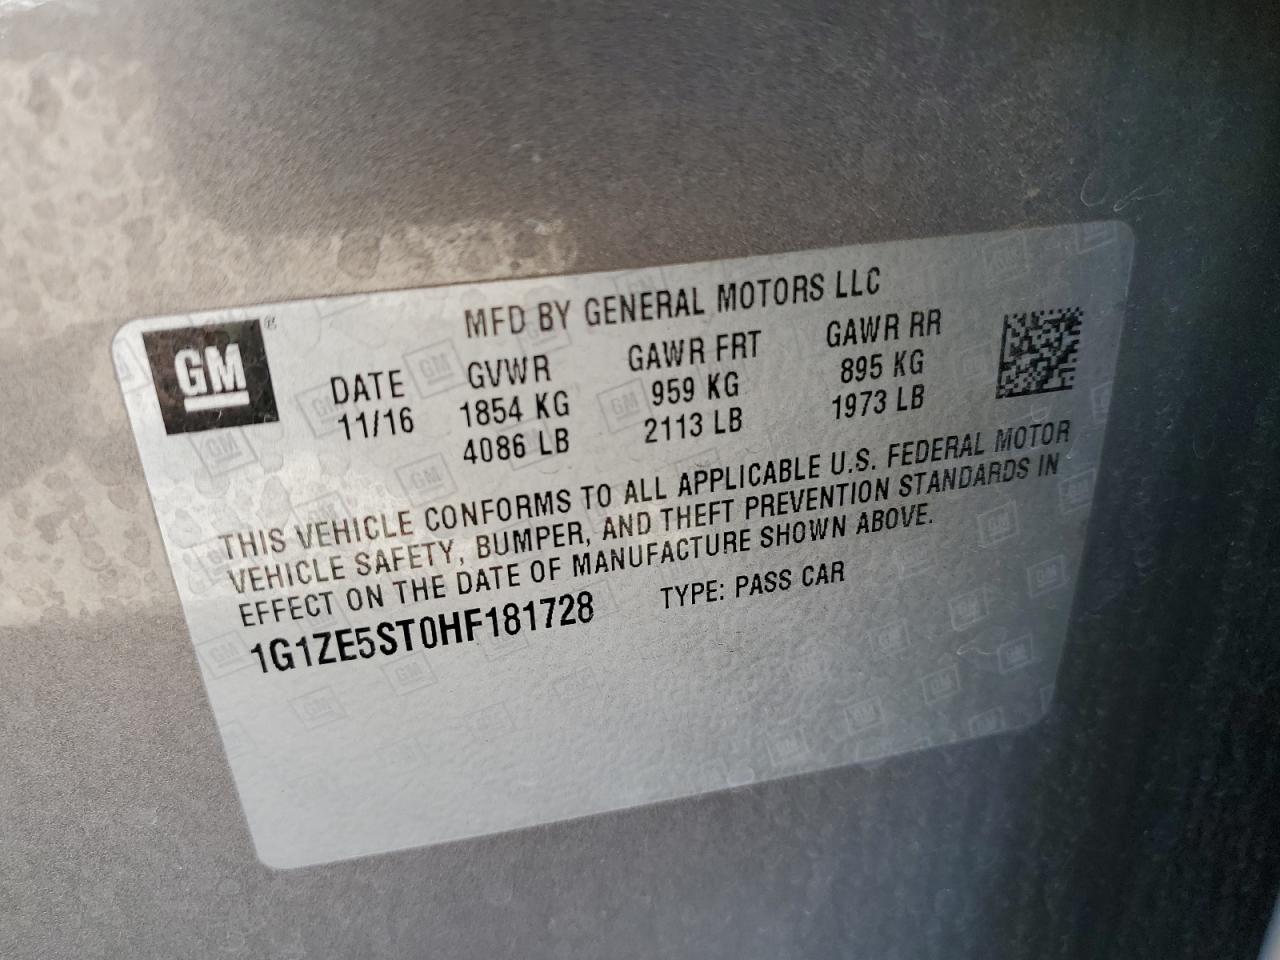 GM®
MFD BY GENERAL MOTORS LLC
DATE GVWR GAWR FRT GAWR RR
11/16 1854 KG 959 KG 895 KG
4086 LB 2113 LB 1973 LB
THIS VEHICLE CONFORMS TO ALL APPLICABLE U.S. FEDERAL MOTOR
VEHICLE SAFETY, BUMPER, AND THEFT PREVENTION STANDARDS IN
EFFECT ON THE DATE OF MANUFACTURE SHOWN ABOVE.
1G1ZE5ST0HF181728 TYPE: PASS CAR